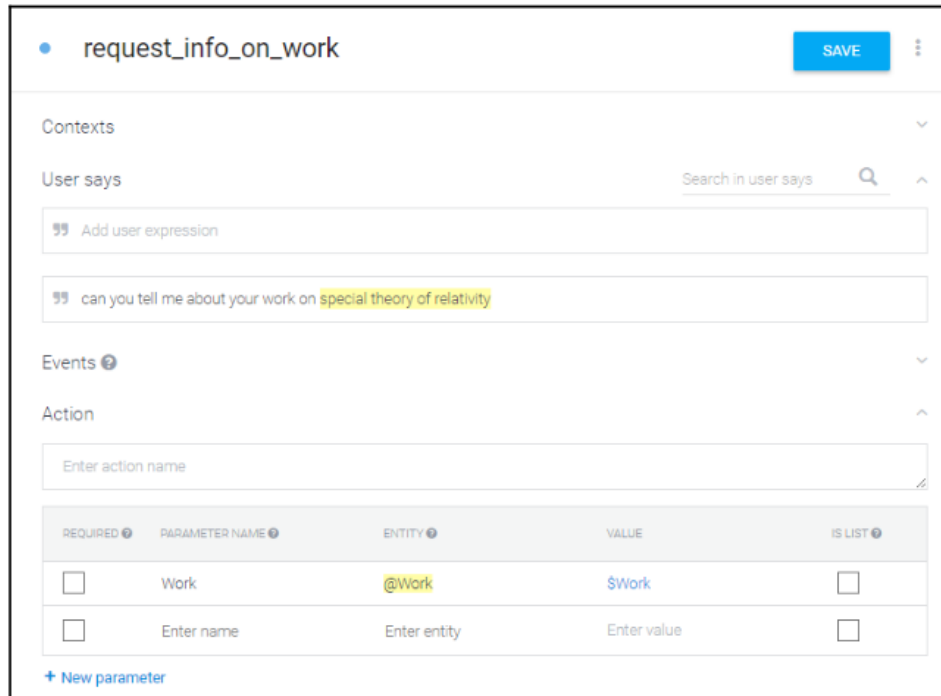 request_info_on_work
SAVE
Contexts
User says
Search in user says
Add user expression
can you tell me about your work on special theory of relativity
Events
Action
Enter action name
REQUIRED PARAMETER NAME ENTITY VALUE IS LIST
Work @Work $Work
Enter name Enter entity Enter value
+ New parameter